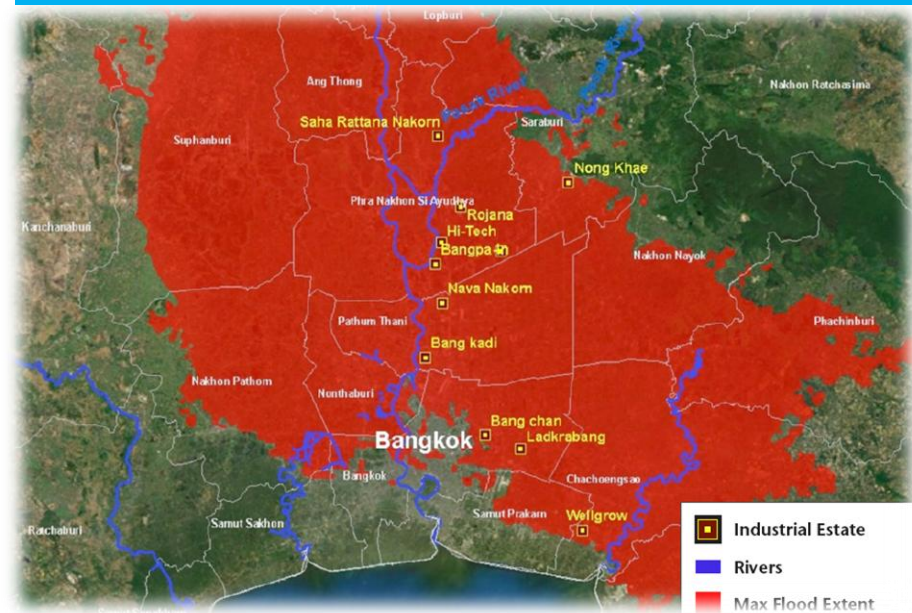 Lopburi
Ang Thong
Nakhon Ratchasima
Pasak River
Saha Rattana Nakorn
Saraburi
Suphanburi
Nong Khae
Phra Nakhon Si Ayudhya
Rojana
Kanchanaburi
Hi-Tech
Bangpa-In
Nakhon Nayok
Nava Nakorn
Pathum Thani
Phachinburi
Bang kadi
Nakhon Pathom
Nonthaburi
Bang chan
Bangkok
Ladkrabang
Bangkok
Chachoengsao
Samut Prakarn
Wellgrow
Samut Sakhon
Ratchaburi
Industrial Estate
Rivers
Max Flood Extent